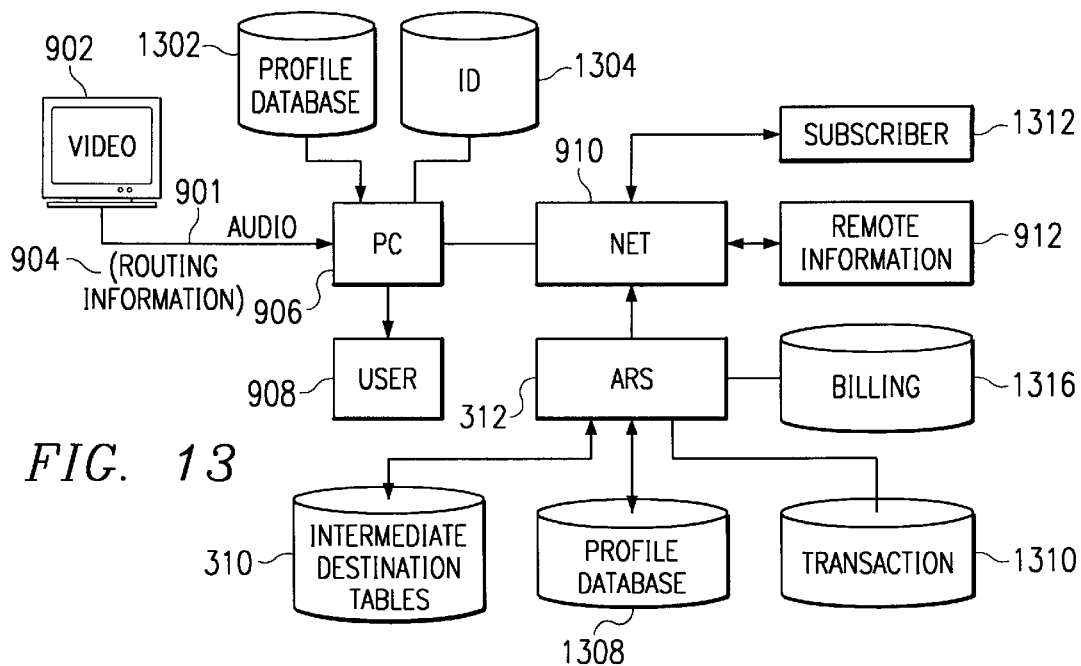 1302
902
PROFILE
DATABASE
ID
1304
VIDEO
SUBSCRIBER
1312
910
901
AUDIO
PC
NET
REMOTE
INFORMATION
912
904
(ROUTING
INFORMATION)
906
USER
ARS
BILLING
908
312
1316
FIG. 13
310
INTERMEDIATE
DESTINATION
TABLES
PROFILE
DATABASE
TRANSACTION
1310
1308